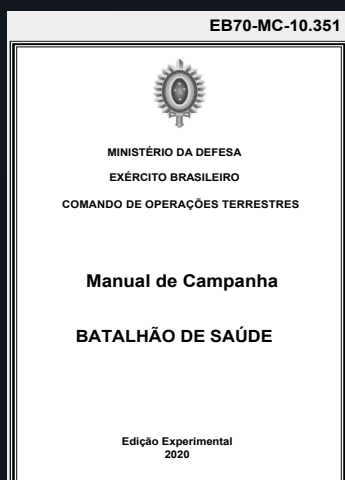 EB70-MC-10.351
MINISTÉRIO DA DEFESA
EXÉRCITO BRASILEIRO
COMANDO DE OPERAÇÕES TERRESTRES
Manual de Campanha
BATALHÃO DE SAÚDE
Edição Experimental
2020